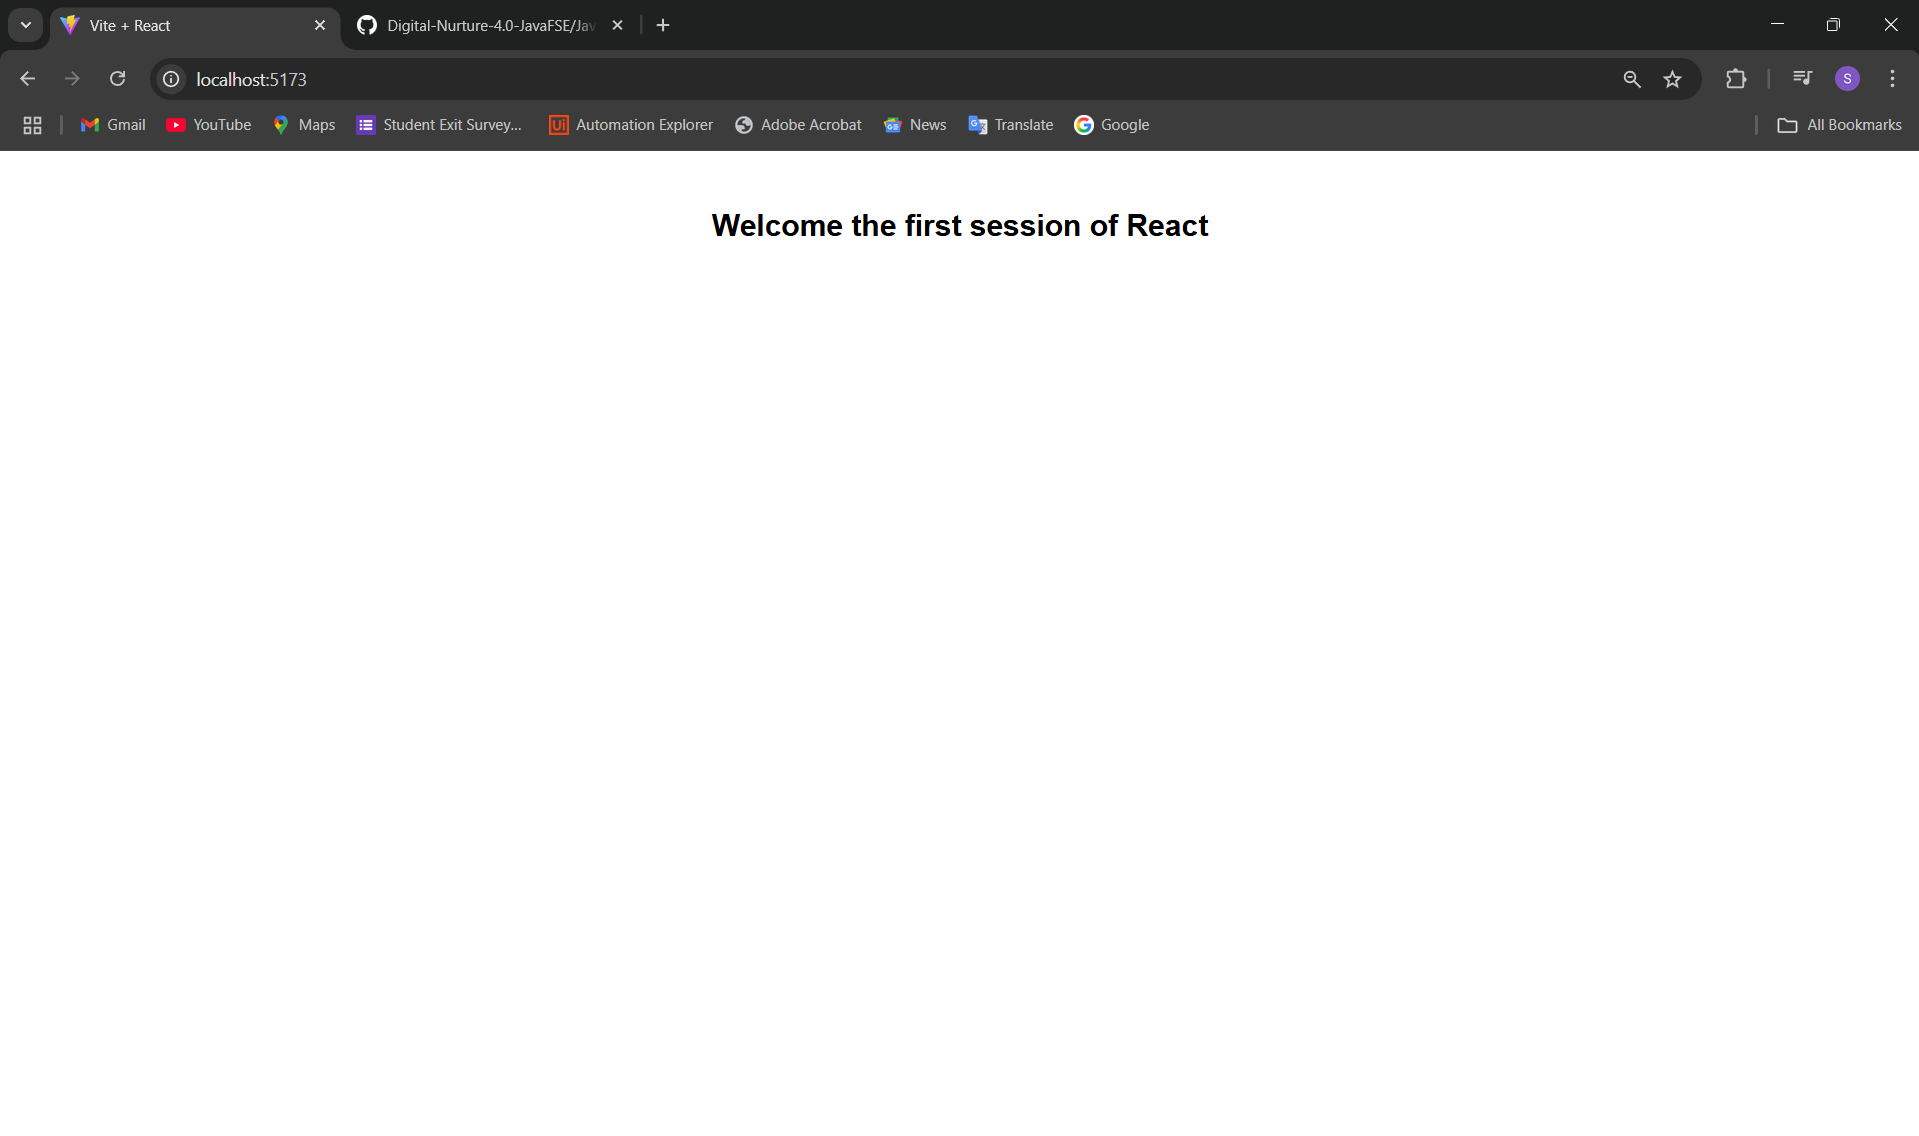 Vite + React
Digital-Nurture-4.0-JavaFSE/Jav
localhost:5173
S
Gmail
YouTube
Maps
Student Exit Survey...
Ui
Automation Explorer
Adobe Acrobat
News
Translate
Google
All Bookmarks
Welcome the first session of React